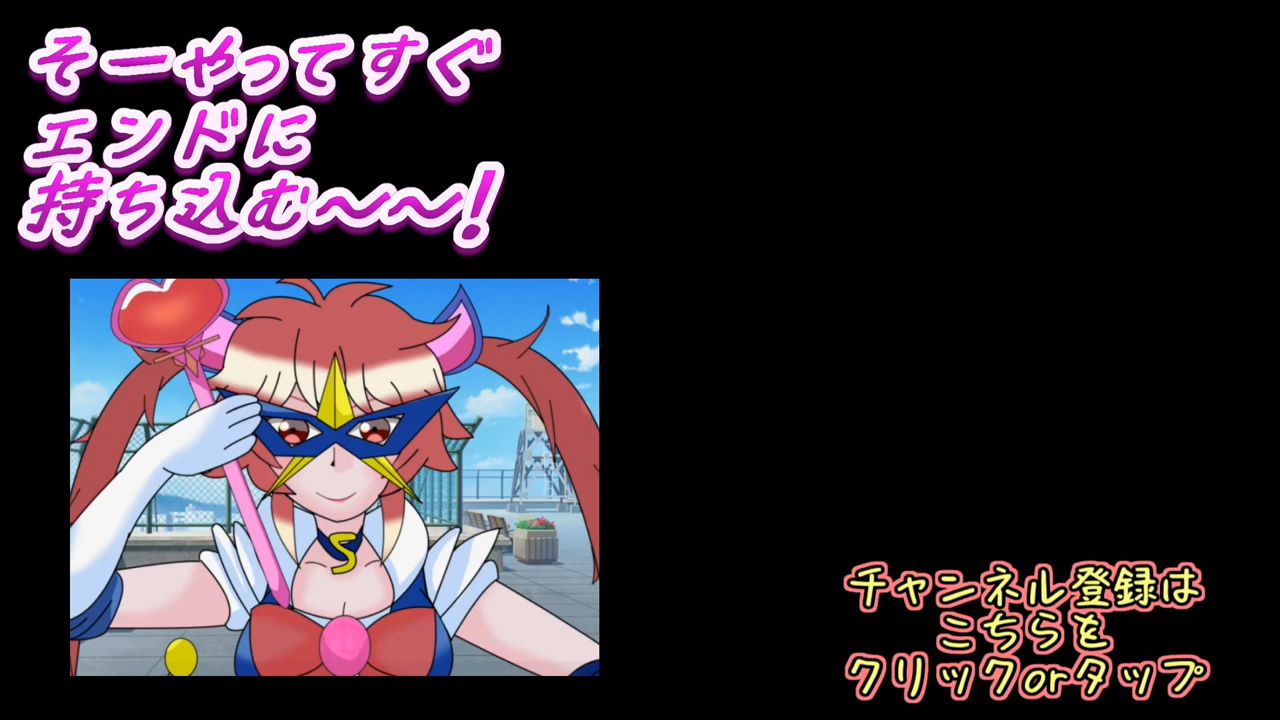 そーやってすぐ
エンドに
持ち込む〜〜!
S
チャンネル登録は
こちらを
クリックorタップ